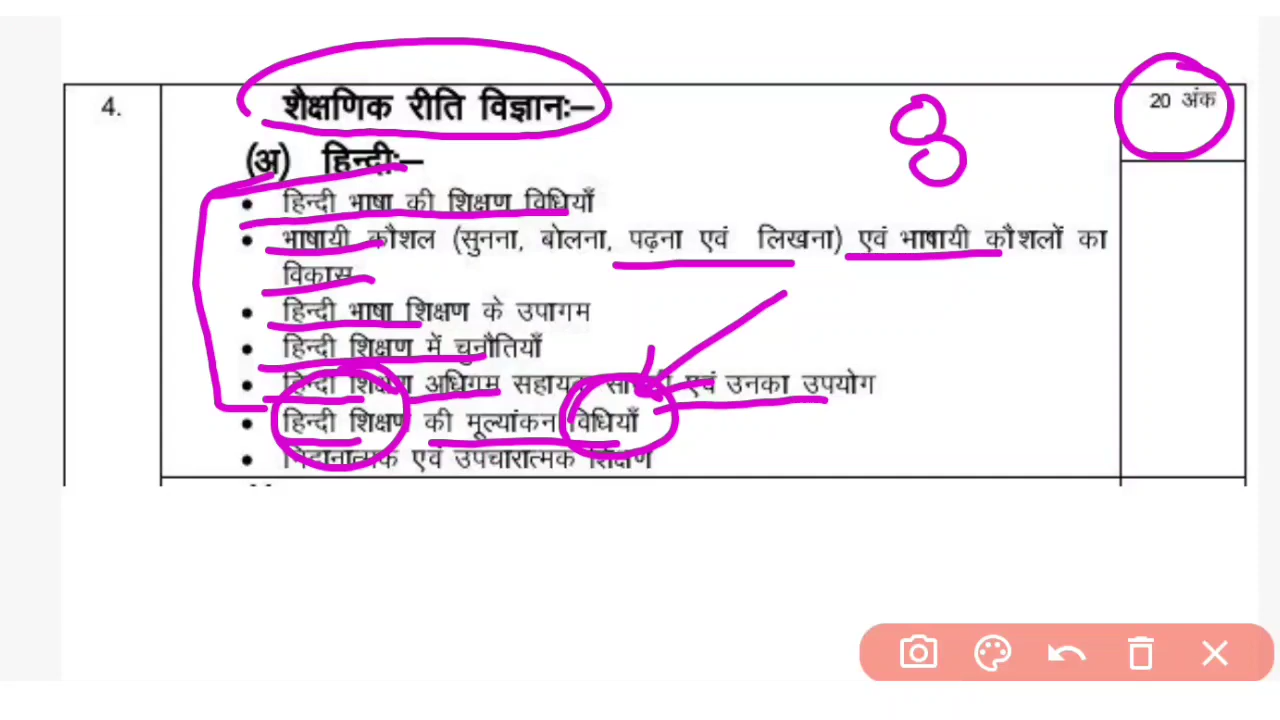 4. शैक्षणिक रीति विज्ञानः— 20 अंक
(अ) हिन्दीः—
• हिन्दी भाषा की शिक्षण विधियाँ
• भाषायी कौशल (सुनना, बोलना, पढ़ना एवं लिखना) एवं भाषायी कौशलों का
विकास
• हिन्दी भाषा शिक्षण के उपागम
• हिन्दी शिक्षण में चुनौतियाँ
• हिन्दी शिक्षण अधिगम सहायक सामग्री एवं उनका उपयोग
• हिन्दी शिक्षण की मूल्यांकन विधियाँ
• निदानात्मक एवं उपचारात्मक शिक्षण